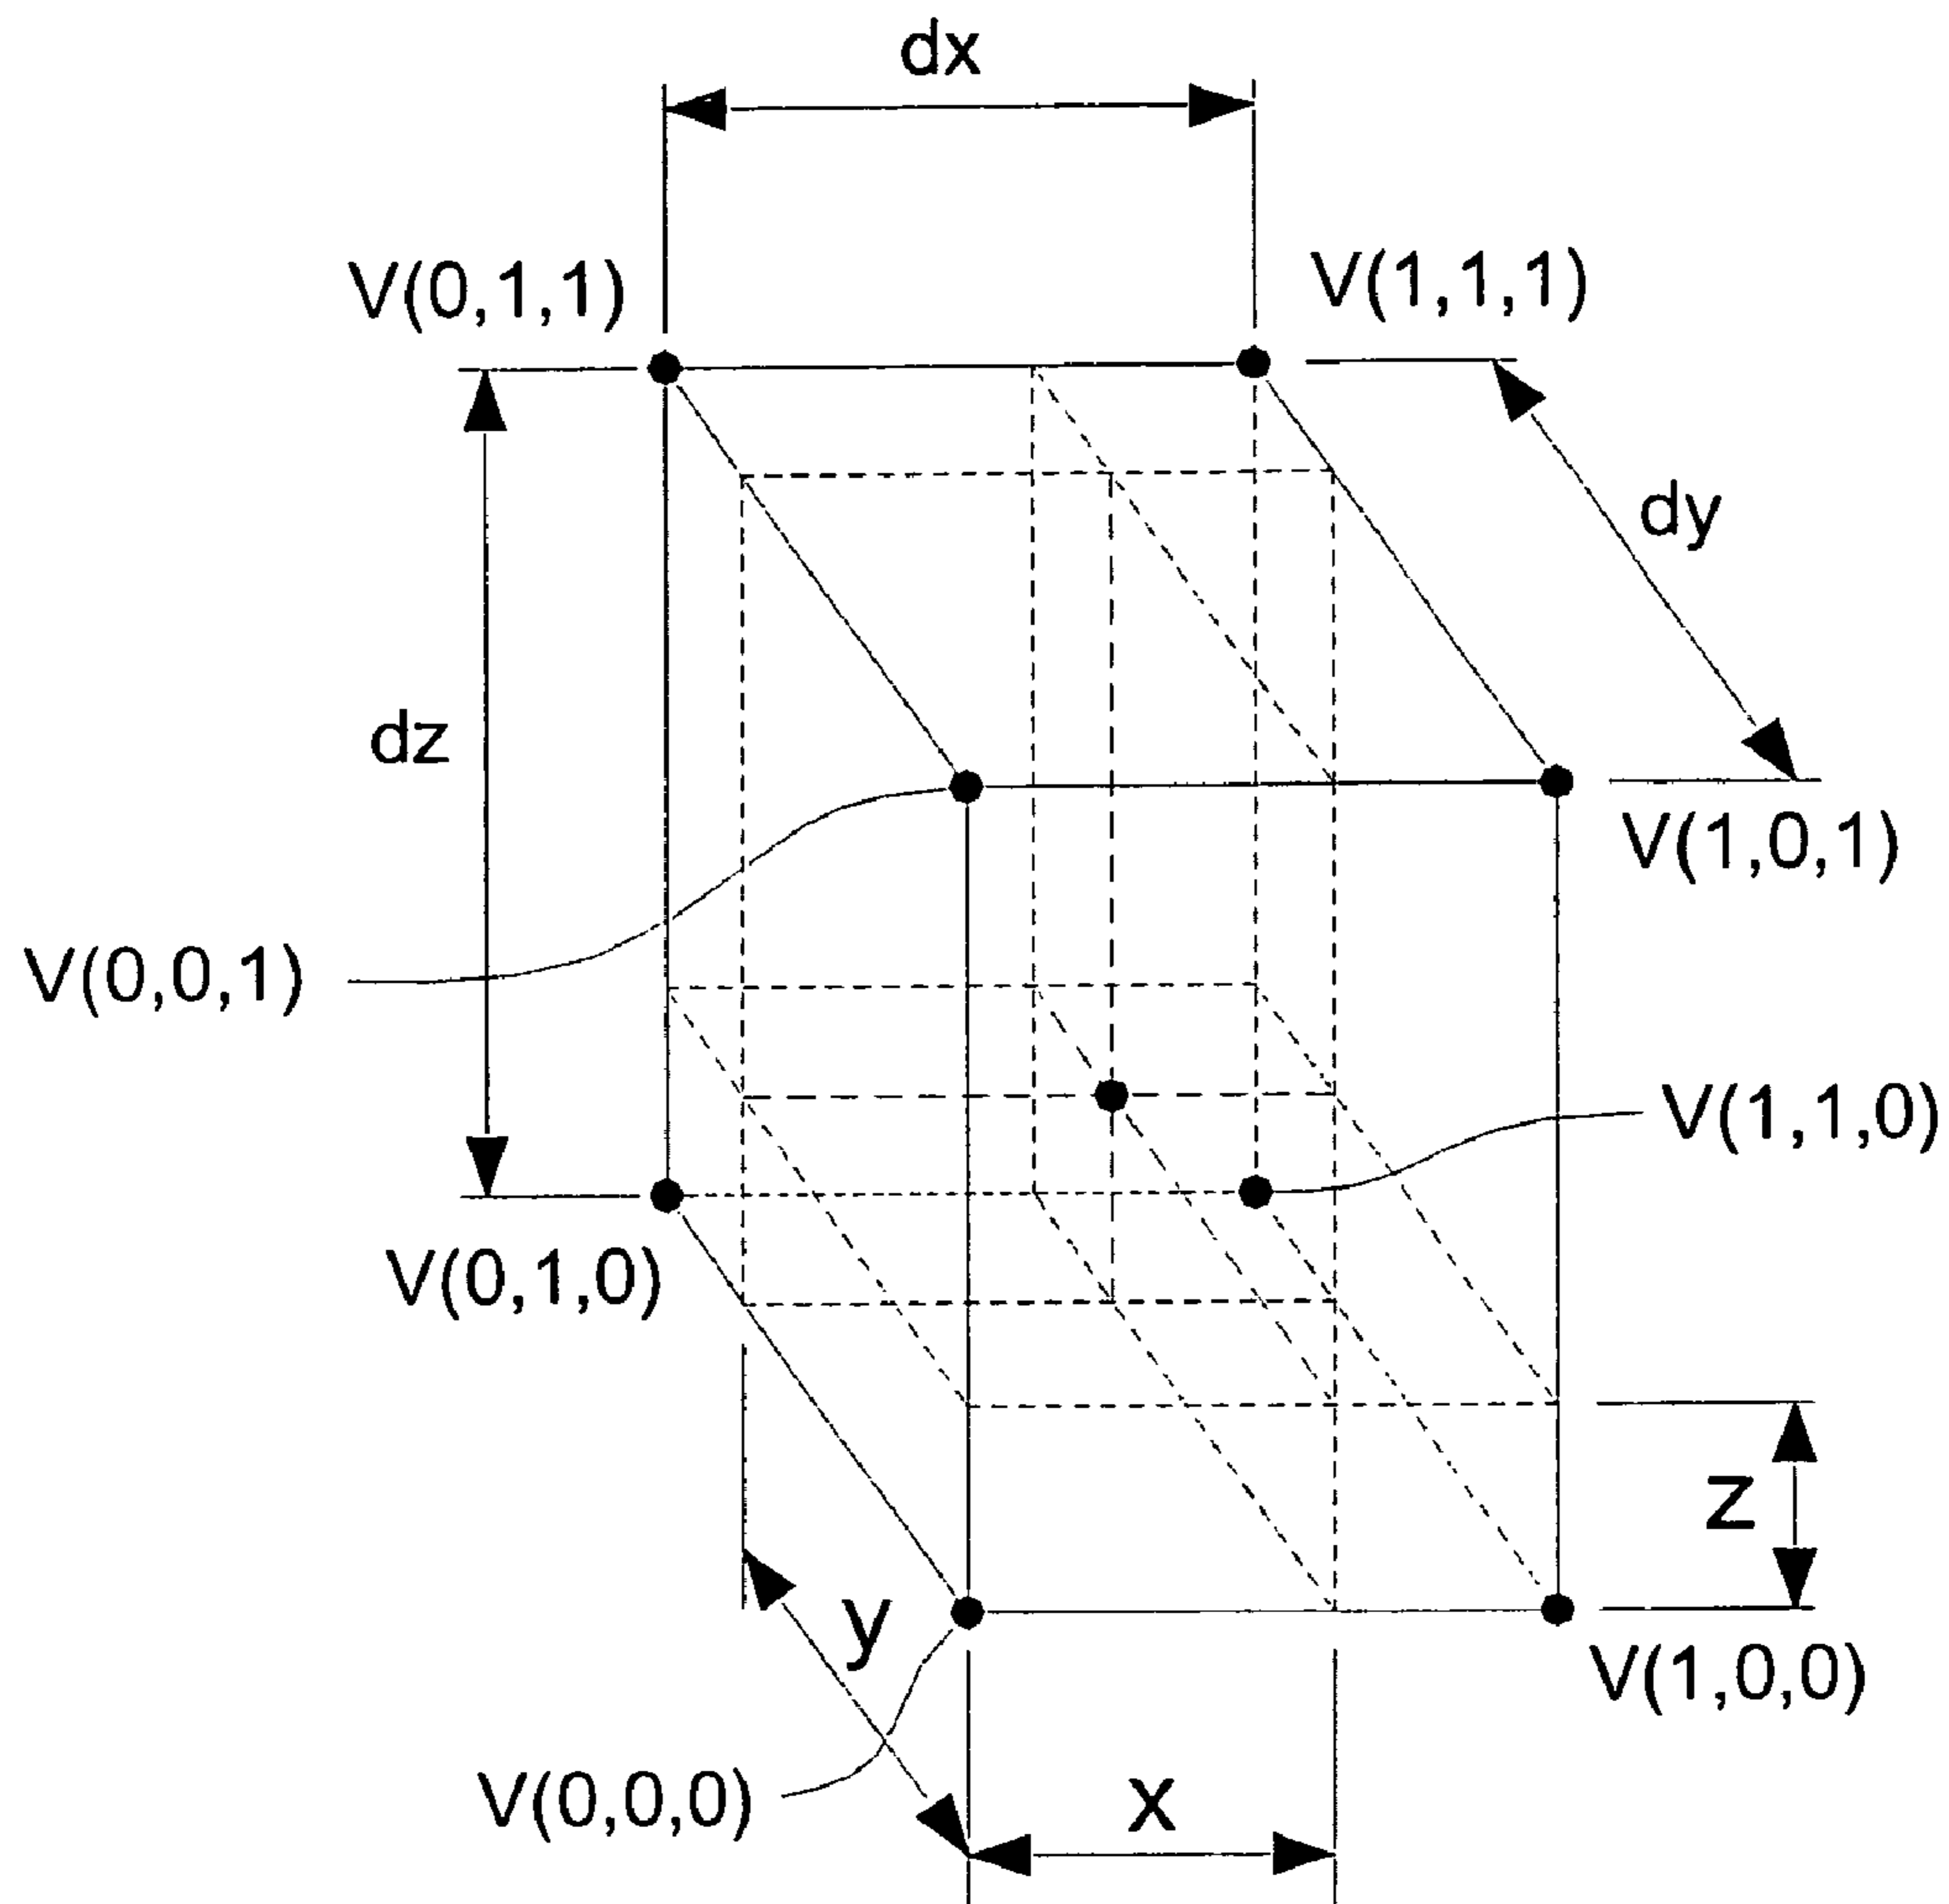 dx
V(0,1,1)
V(1,1,1)
dy
dz
V(1,0,1)
V(0,0,1)
V(1,1,0)
V(0,1,0)
z
y
V(1,0,0)
V(0,0,0)
x